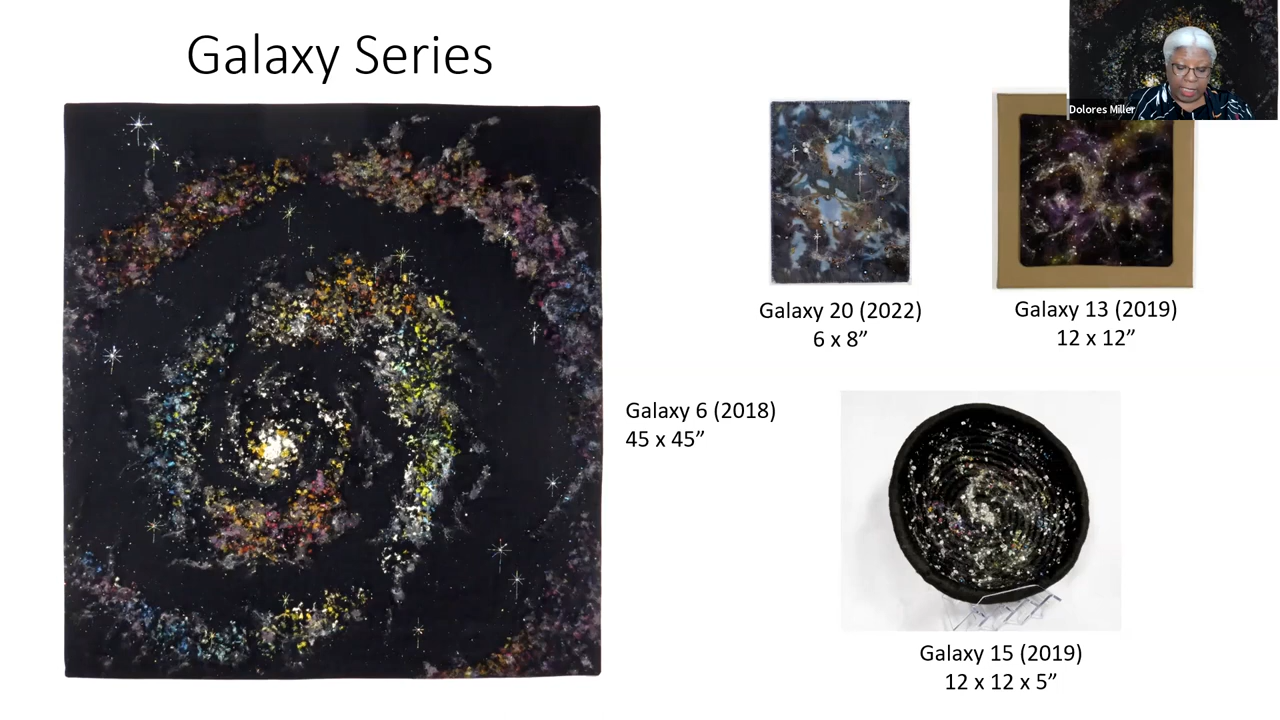 Galaxy Series
Dolores Miller
Galaxy 20 (2022)
6 x 8”
Galaxy 13 (2019)
12 x 12”
Galaxy 6 (2018)
45 x 45”
Galaxy 15 (2019)
12 x 12 x 5”